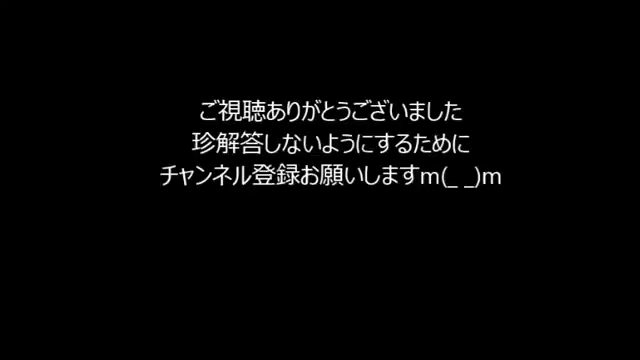 ご視聴ありがとうございました
珍解答しないようにするために
チャンネル登録お願いしますm(_ _)m